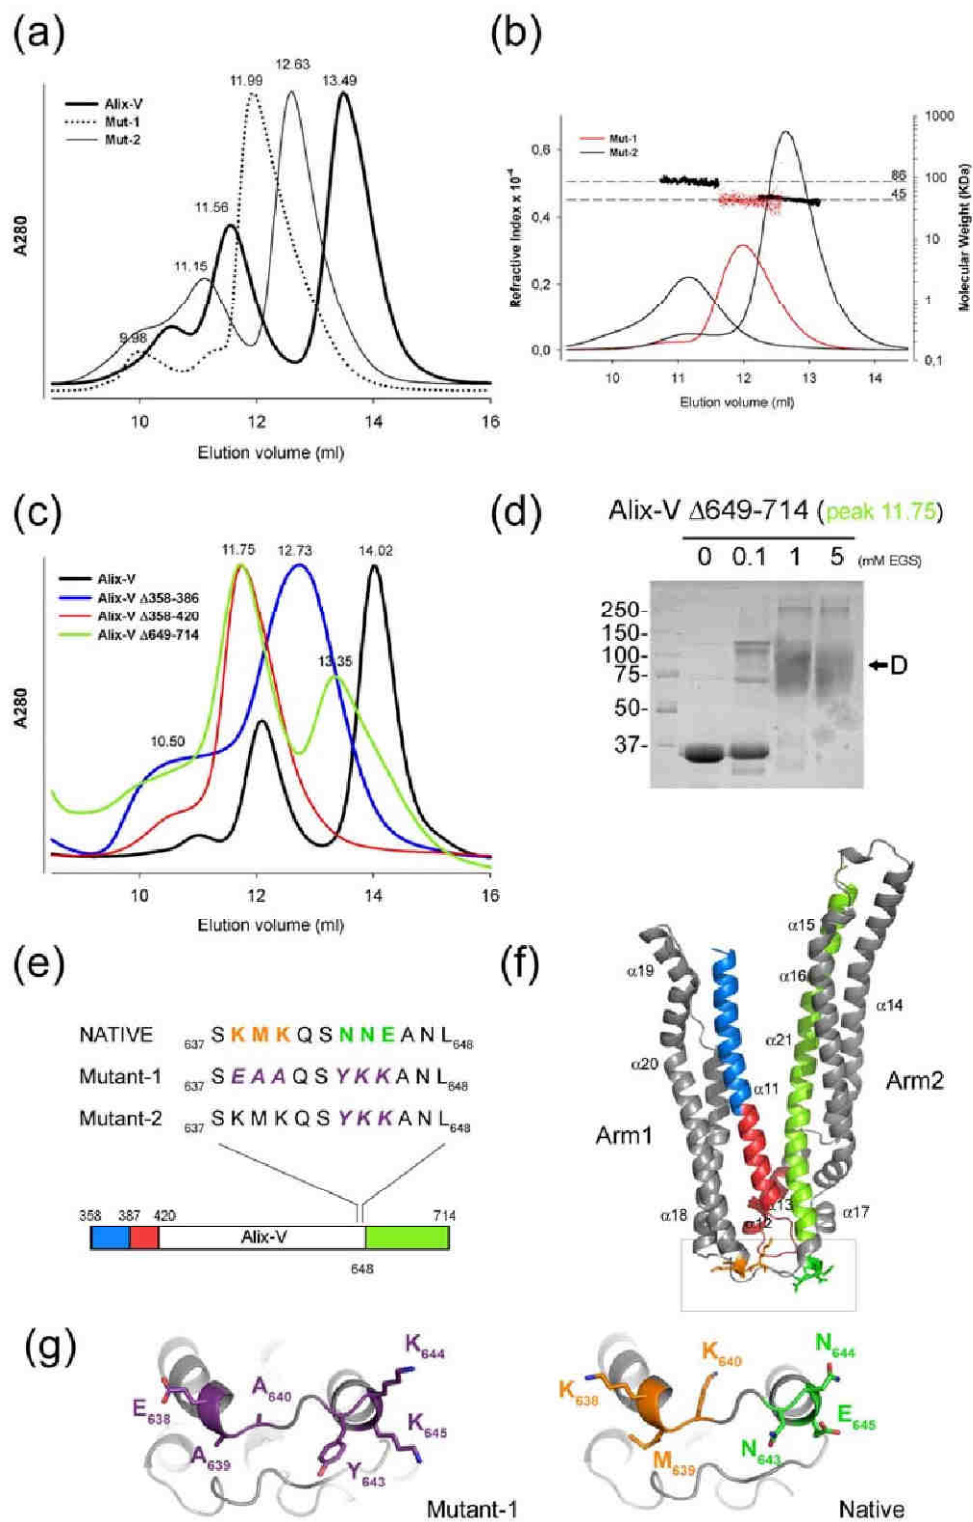 (a)
11.99
12.63
13.49
Alix-V
Mut-1
Mut-2
11.56
11.15
9.98
A280
10
12
14
16
Elution volume (ml)
(b)
Mut-1
Mut-2
0,6
0,4
0,2
0,0
Refractive Index x 10⁻⁴
86
45
1000
100
10
1
0,1
Molecular Weight (KDa)
10
11
12
13
14
Elution volume (ml)
(c)
11.75
12.73
14.02
Alix-V
Alix-V Δ358-386
Alix-V Δ358-420
Alix-V Δ649-714
13.35
10.50
A280
10
12
14
16
Elution volume (ml)
(d)
Alix-V Δ649-714 (peak 11.75)
0 0.1 1 5 (mM EGS)
250-
150-
100-
75-
50-
37-
D
(e)
NATIVE 637 S K M K Q S N N E A N L 648
Mutant-1 637 S E A A Q S Y K K A N L 648
Mutant-2 637 S K M K Q S Y K K A N L 648
358 387 420 714
Alix-V
648
(f)
α15
α19
α16
α14
α21
α20
α11
Arm2
Arm1
α13
α18
α12
α17
(g)
K644
A640
E638
K645
A639
Y643
Mutant-1
N644
K640
K638
E645
N643
M639
Native